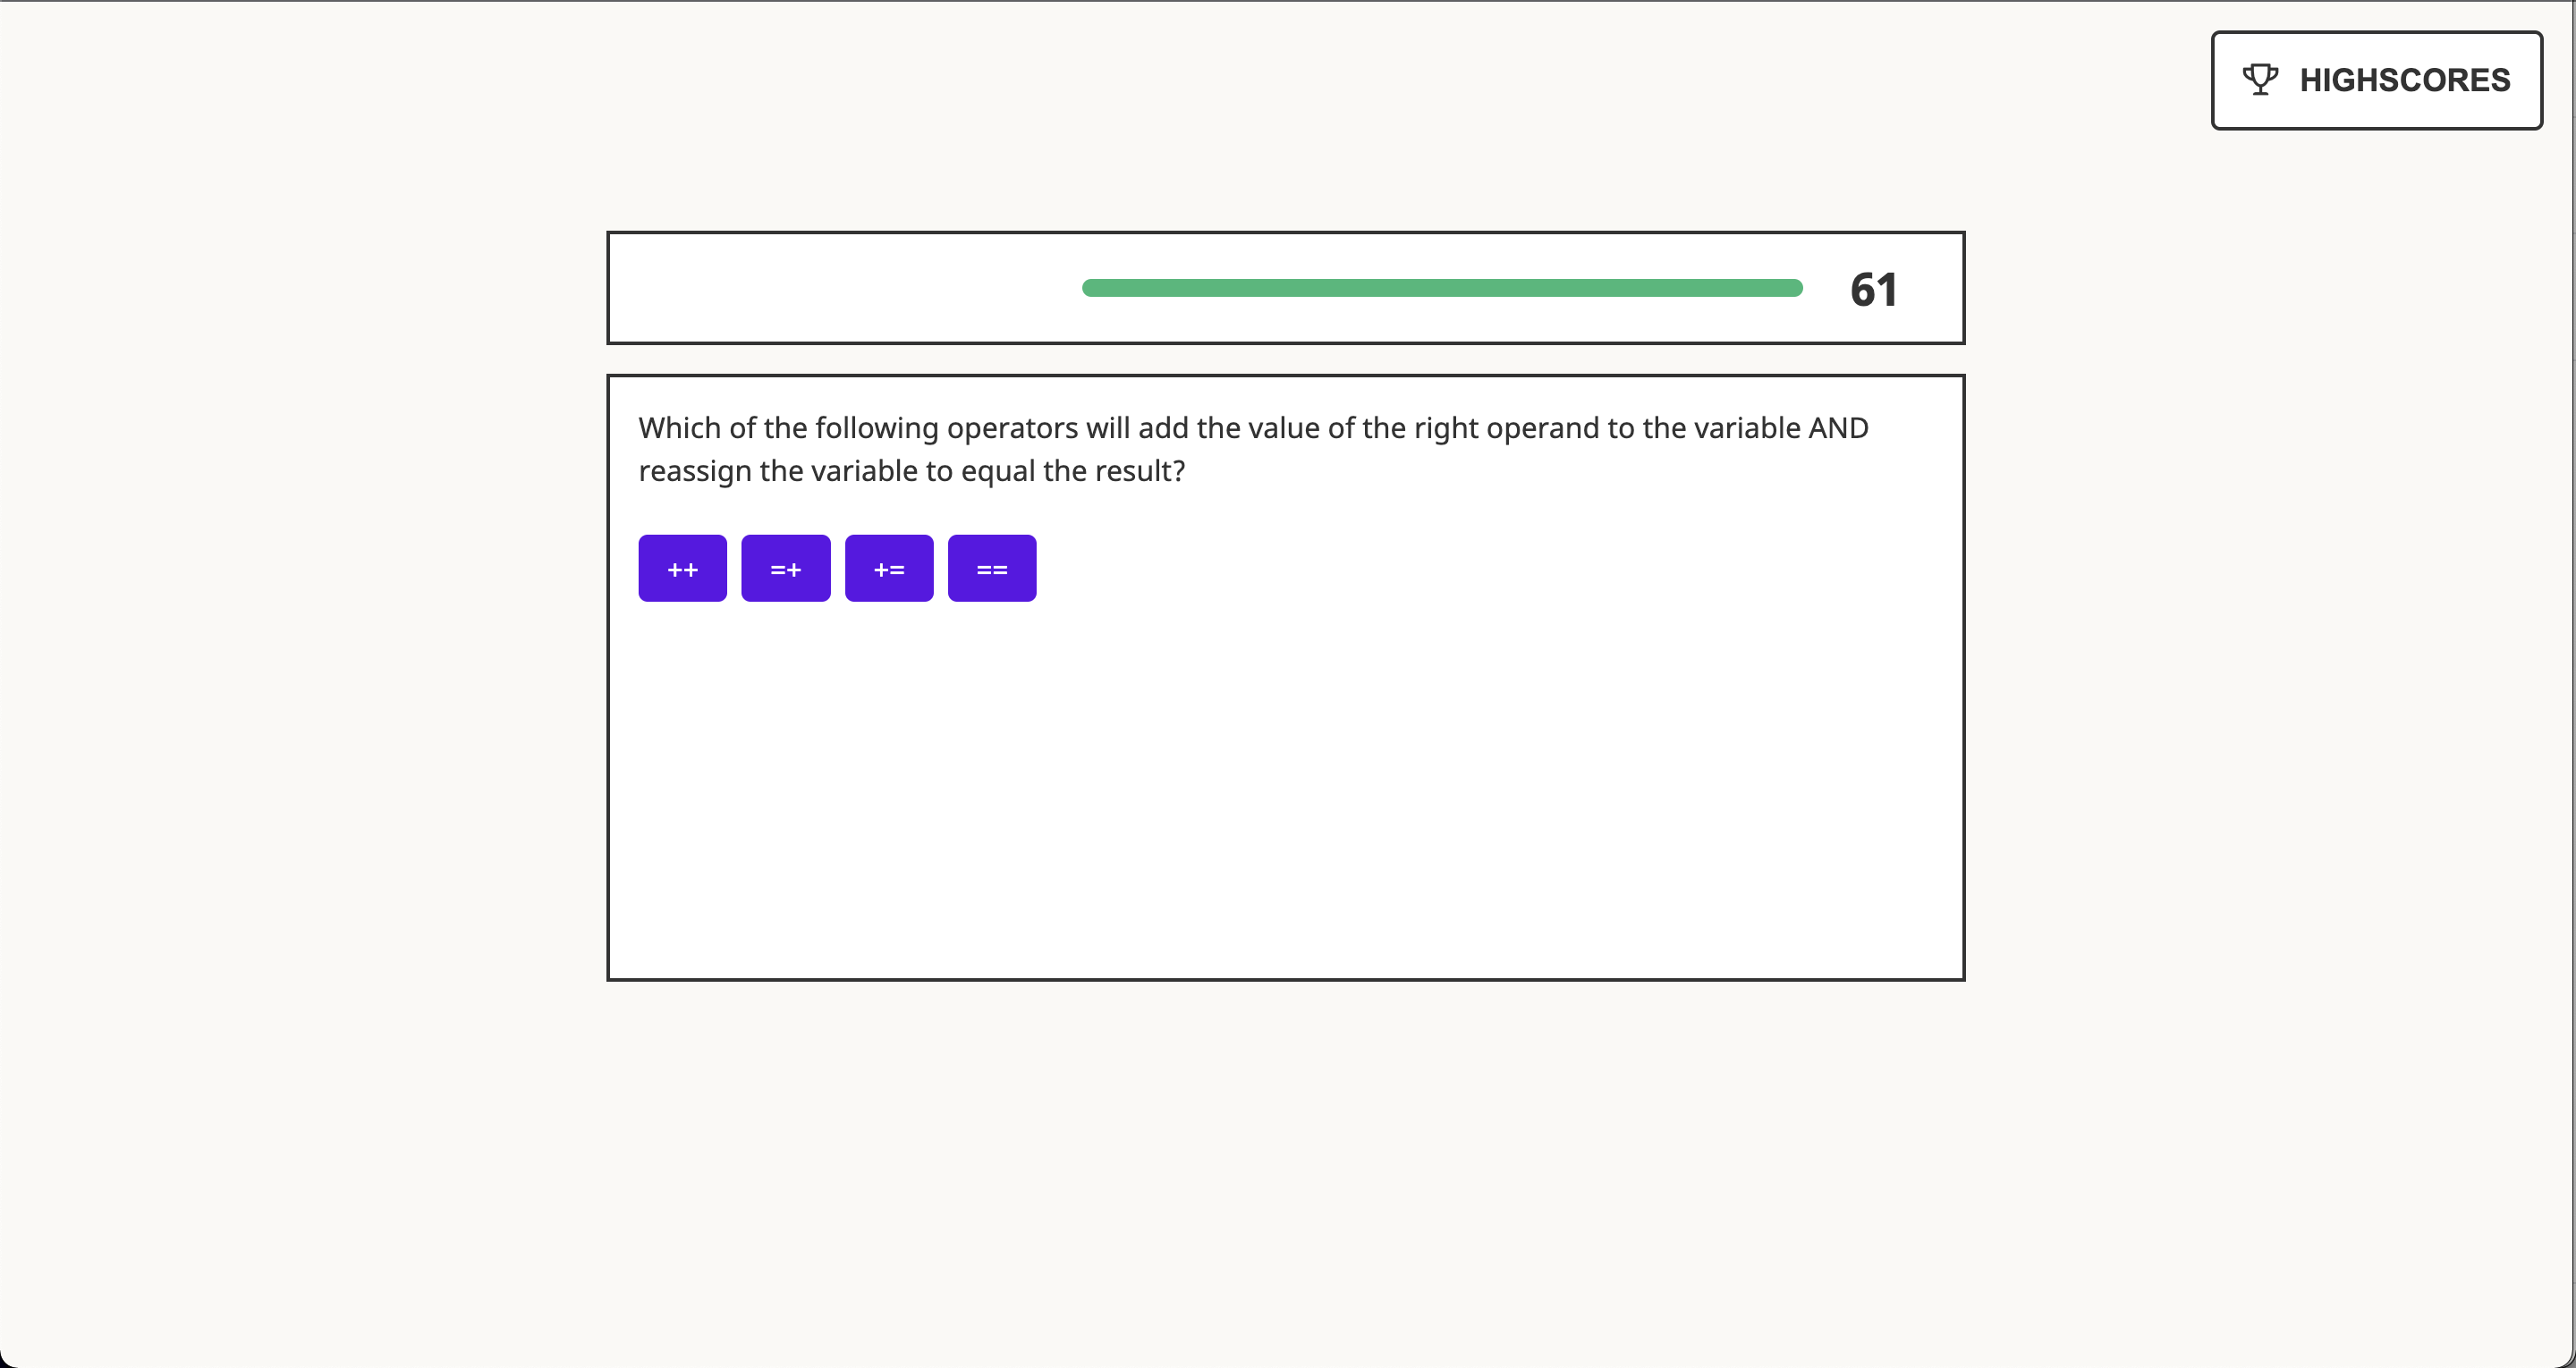 HIGHSCORES
61
Which of the following operators will add the value of the right operand to the variable AND
reassign the variable to equal the result?
++ =+ += ==